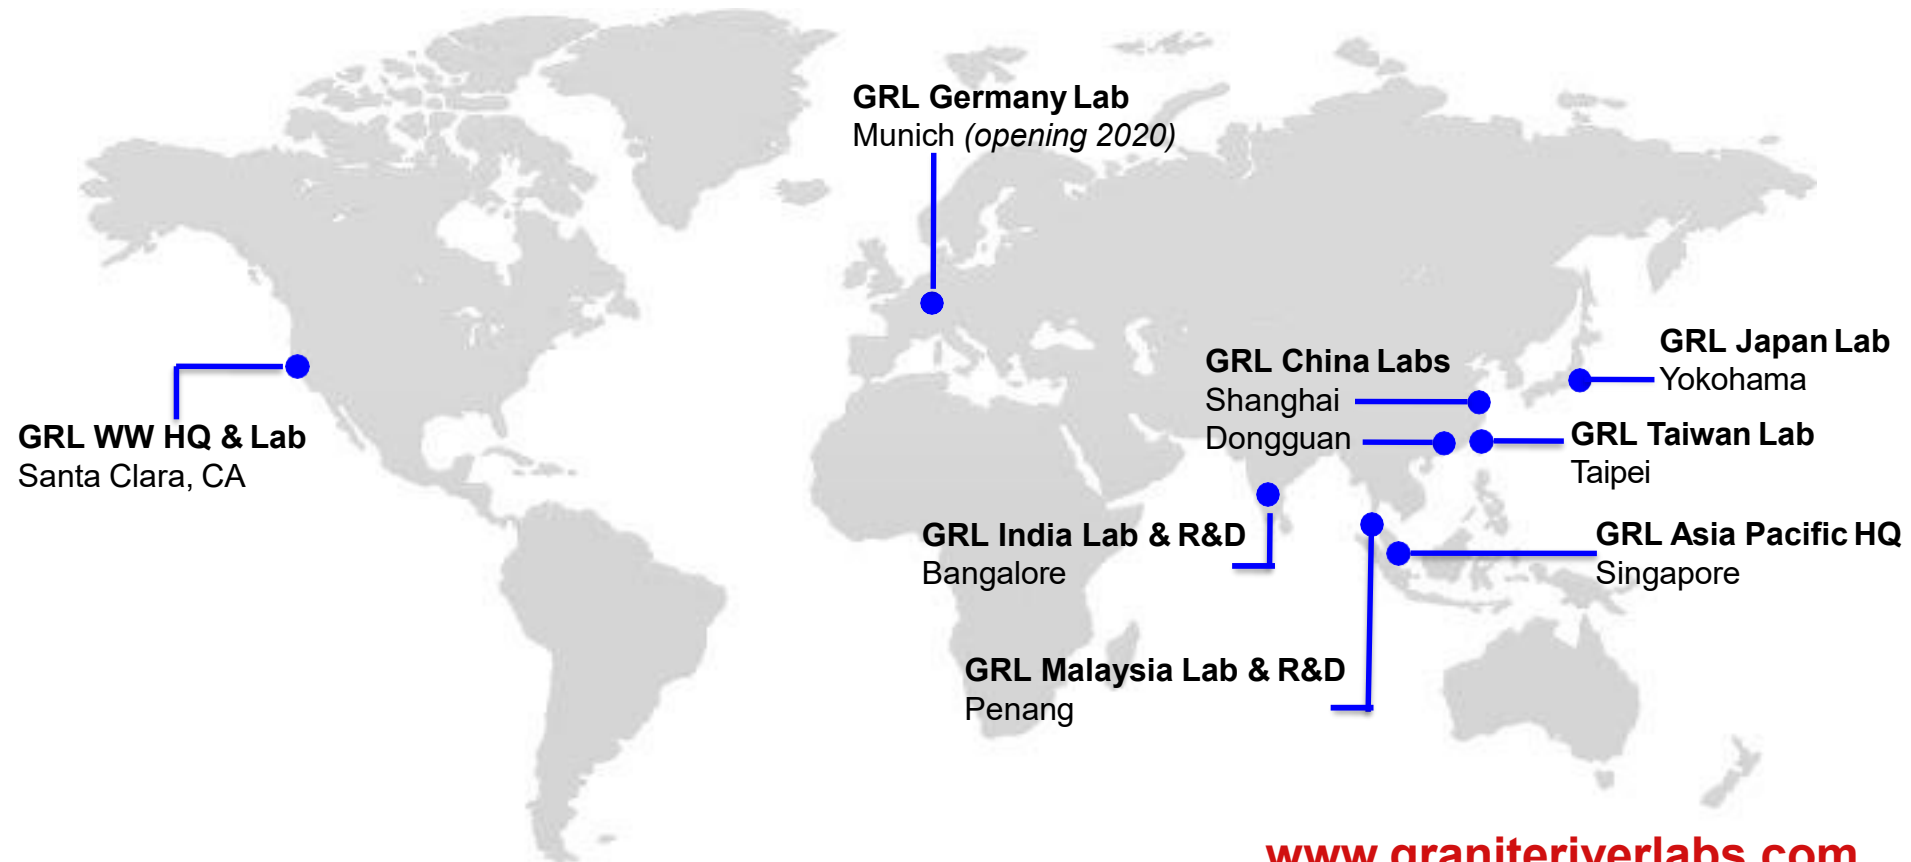 GRL Germany Lab
Munich (opening 2020)
GRL WW HQ & Lab
Santa Clara, CA
GRL China Labs
Shanghai
Dongguan
GRL Japan Lab
Yokohama
GRL Taiwan Lab
Taipei
GRL India Lab & R&D
Bangalore
GRL Asia Pacific HQ
Singapore
GRL Malaysia Lab & R&D
Penang
www.graniteriverlabs.com